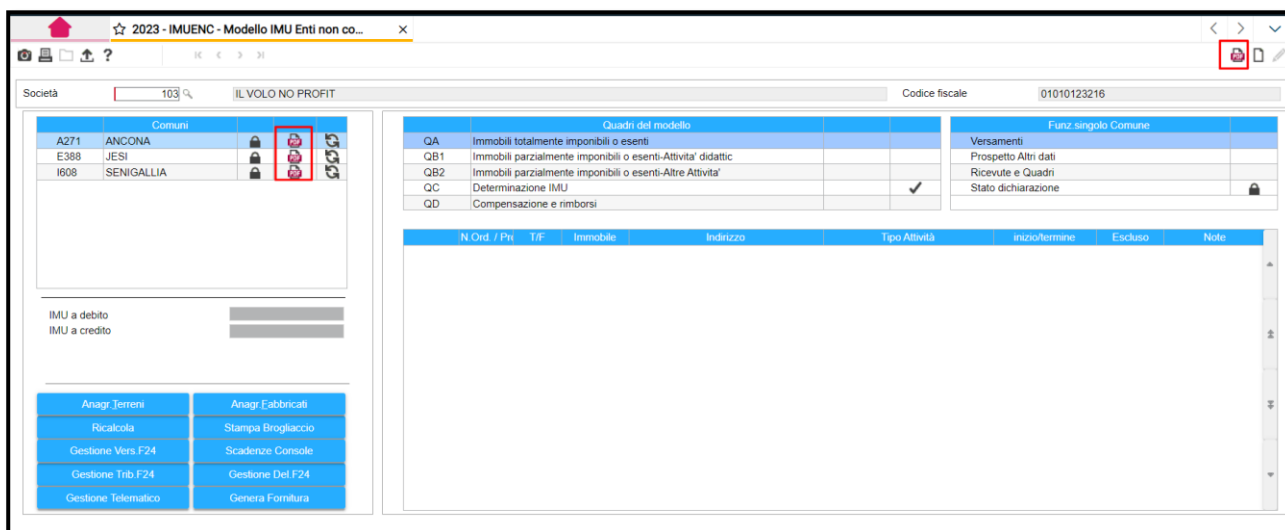 2023 - IMUENC - Modello IMU Enti non co...
Società 103 IL VOLO NO PROFIT Codice fiscale 01010123216
Comuni
A271 ANCONA
E388 JESI
I608 SENIGALLIA
IMU a debito
IMU a credito
Anagr.Terreni Anagr.Fabbricati
Ricalcola Stampa Brogliaccio
Gestione Vers.F24 Scadenze Console
Gestione Trib.F24 Gestione Del.F24
Gestione Telematico Genera Fornitura
Quadri del modello
QA Immobili totalmente imponibili o esenti
QB1 Immobili parzialmente imponibili o esenti-Attivita' didattic
QB2 Immobili parzialmente imponibili o esenti-Altre Attivita'
QC Determinazione IMU
QD Compensazione e rimborsi
Funz.singolo Comune
Versamenti
Prospetto Altri dati
Ricevute e Quadri
Stato dichiarazione
N.Ord. / Pr T/F Immobile Indirizzo Tipo Attività inizio/termine Escluso Note